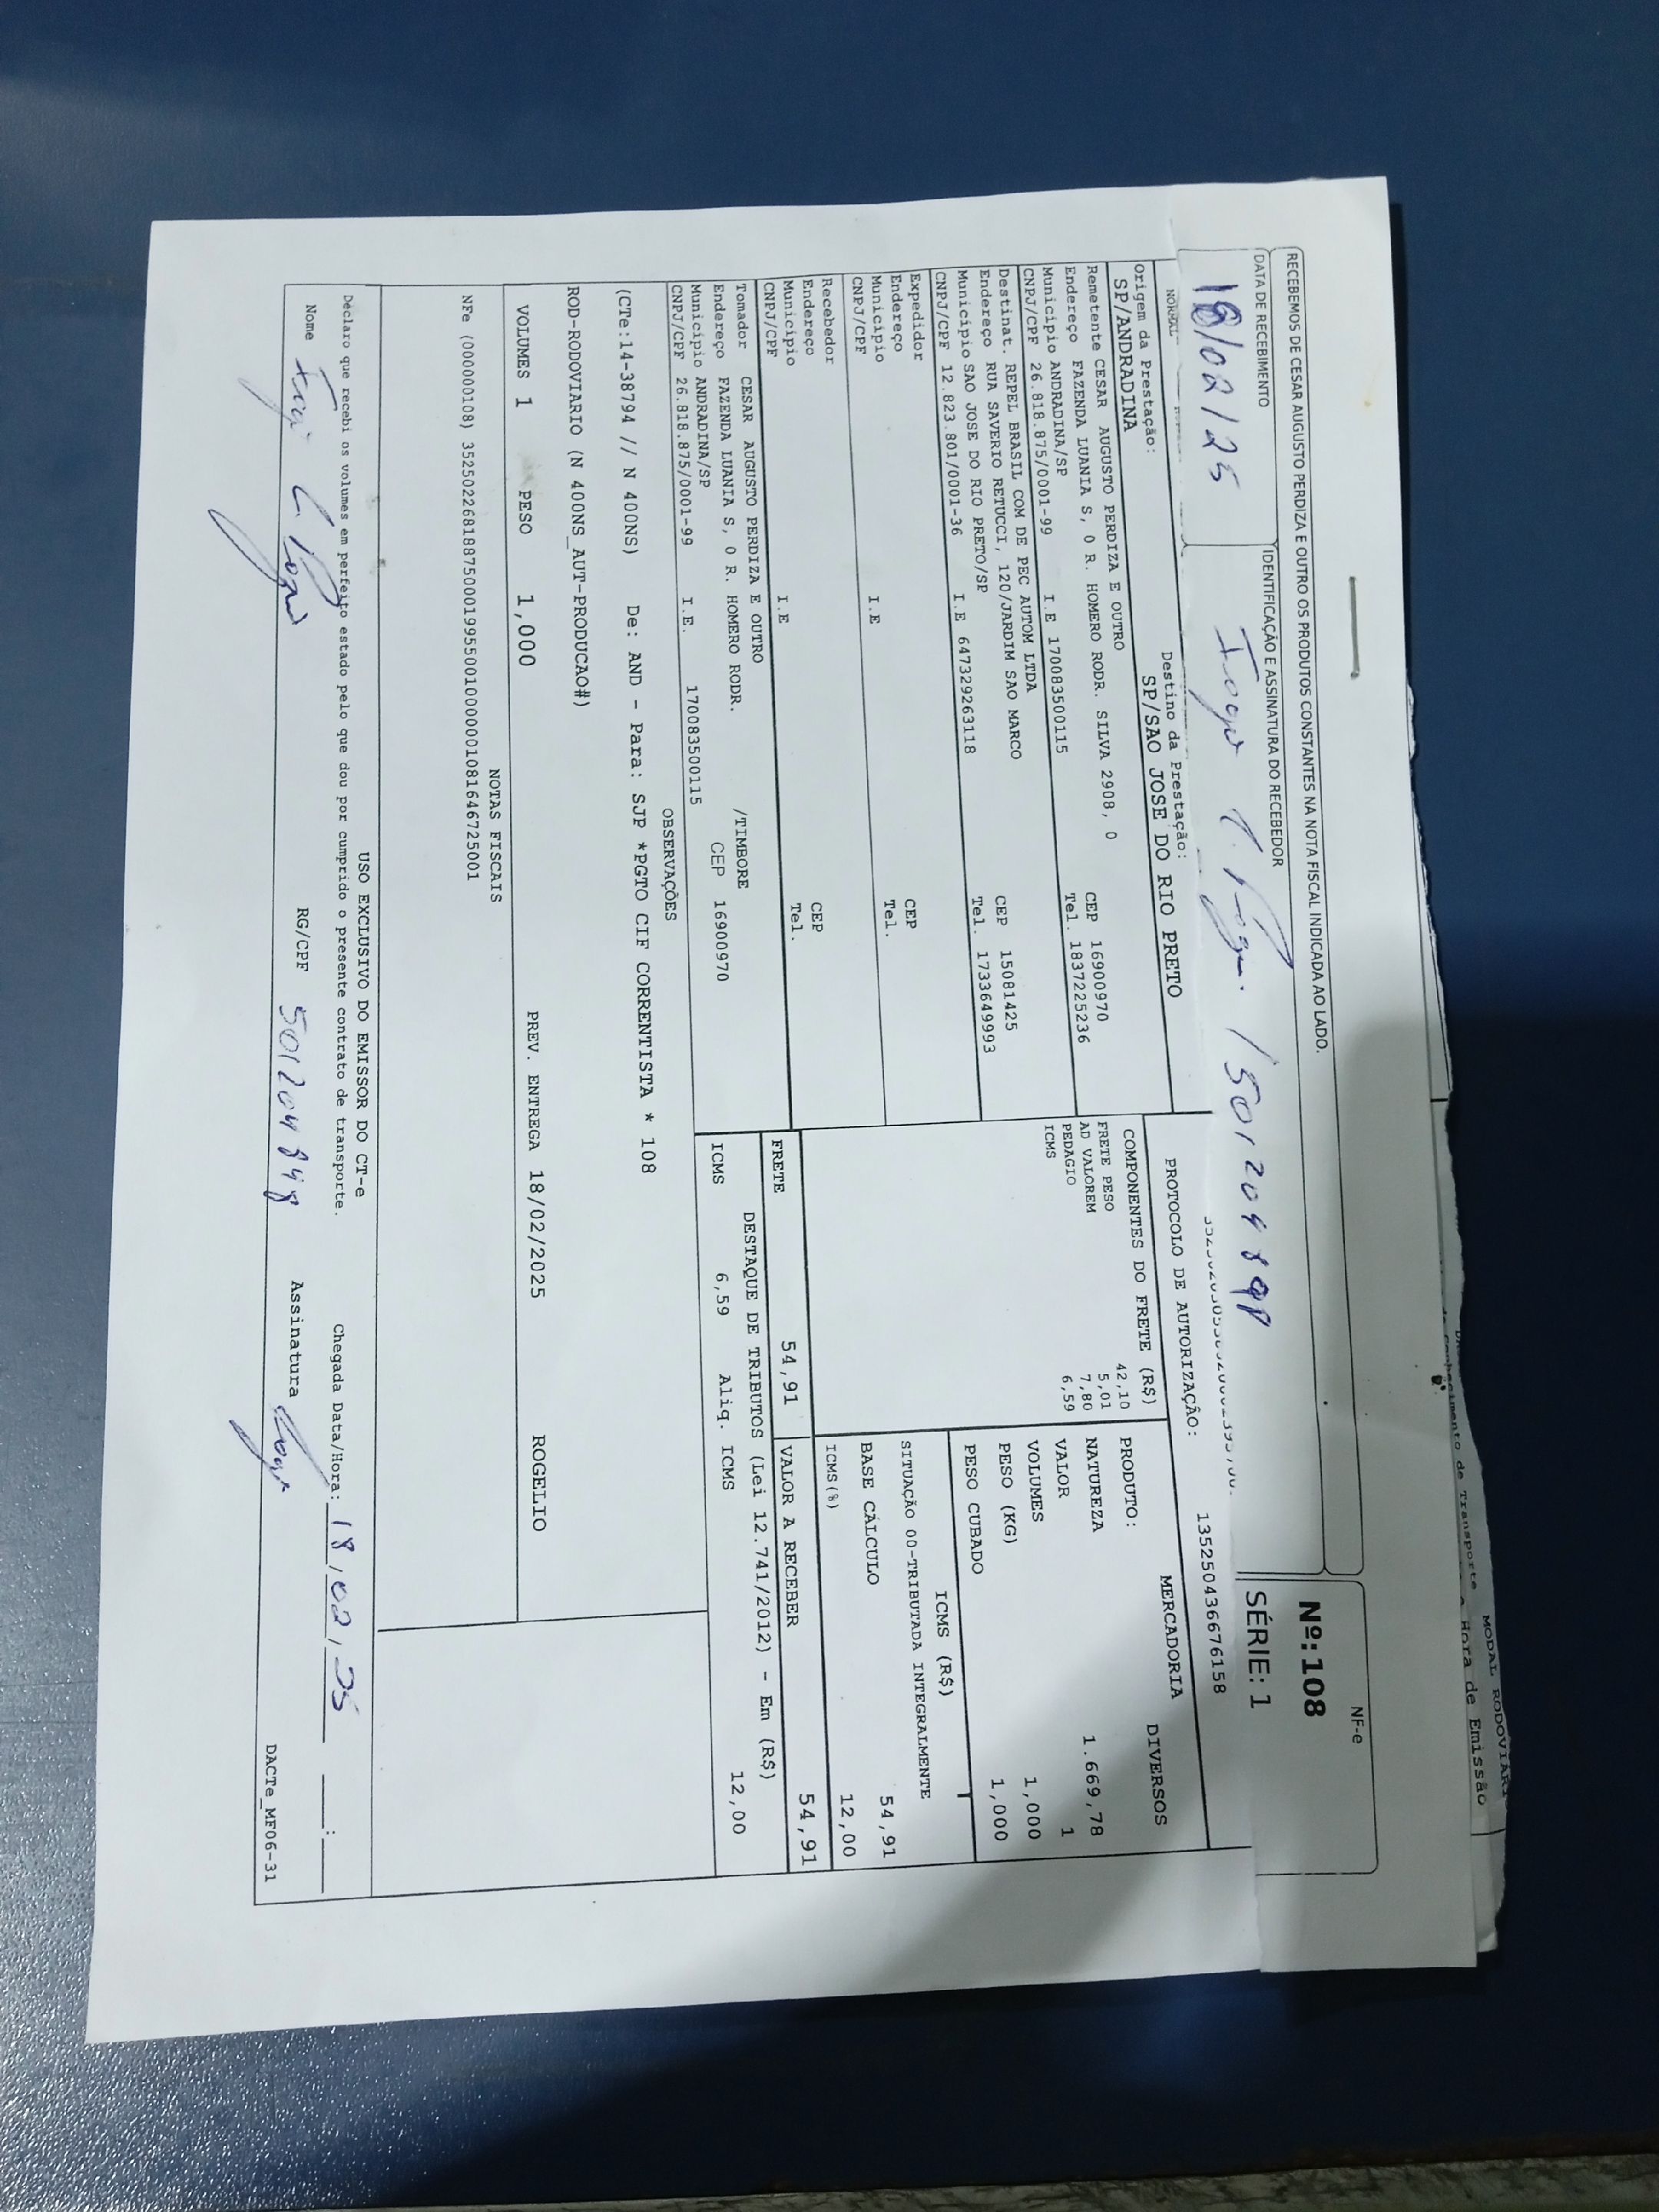 RECEBEMOS DE CESAR AUGUSTO PERDIZA E OUTRO OS PRODUTOS CONSTANTES NA NOTA FISCAL INDICADA AO LADO.
DATA DE RECEBIMENTO
18/02/25
IDENTIFICAÇÃO E ASSINATURA DO RECEBEDOR
/ 501204898
NF-e
Nº: 108
SÉRIE: 1
MODAL RODOVIÁRI
de Transporte
Hora de Emissão
NORMAL
Origem da Prestação:
SP/ANDRADINA
Destino da Prestação:
SP/SAO JOSE DO RIO PRETO
PROTOCOLO DE AUTORIZAÇÃO:
135250436676158
Remetente CESAR AUGUSTO PERDIZA E OUTRO
Endereço FAZENDA LUANIA S, 0 R. HOMERO RODR. SILVA 2908, 0
CEP 16900970
Município ANDRADINA/SP
Tel. 1837225236
CNPJ/CPF 26.818.875/0001-99 I.E 170083500115
Destinat. REPEL BRASIL COM DE PEC AUTOM LTDA
Endereço RUA SAVERIO RETUCCI, 120/JARDIM SAO MARCO
CEP 15081425
Município SAO JOSE DO RIO PRETO/SP
Tel. 1733649993
CNPJ/CPF 12.823.801/0001-36 I.E 647329263118
Expedidor
Endereço
CEP
Município
Tel.
CNPJ/CPF I.E
Recebedor
Endereço
CEP
Município
Tel.
CNPJ/CPF I.E
Tomador CESAR AUGUSTO PERDIZA E OUTRO
Endereço FAZENDA LUANIA S, 0 R. HOMERO RODR. /TIMBORE
Município ANDRADINA/SP CEP 16900970
CNPJ/CPF 26.818.875/0001-99 I.E. 170083500115
COMPONENTES DO FRETE (R$)
FRETE PESO 42,10
AD VALOREM 5,01
PEDAGIO 7,80
ICMS 6,59
MERCADORIA
PRODUTO: DIVERSOS
NATUREZA
VALOR 1.669,78
VOLUMES 1
PESO (KG) 1,000
PESO CUBADO 1,000
ICMS (R$)
SITUAÇÃO 00-TRIBUTADA INTEGRALMENTE
BASE CÁLCULO 54,91
ICMS(%) 12,00
FRETE 54,91
VALOR A RECEBER 54,91
DESTAQUE DE TRIBUTOS (Lei 12.741/2012) - Em (R$)
ICMS 6,59 Aliq. ICMS 12,00
OBSERVAÇÕES
(CTe:14-38794 // N 400NS) De: AND - Para: SJP *PGTO CIF CORRENTISTA * 108
ROD-RODOVIARIO (N 400NS_AUT-PRODUCAO#)
VOLUMES 1 PESO 1,000 PREV. ENTREGA 18/02/2025 ROGELIO
NOTAS FISCAIS
NFe (000000108) 35250226818875000199550010000001081646725001
USO EXCLUSIVO DO EMISSOR DO CT-e
Declaro que recebi os volumes em perfeito estado pelo que dou por cumprido o presente contrato de transporte.
Chegada Data/Hora: 18/02/25 __:__
Nome
RG/CPF 501204898
Assinatura
DACTe_MF06-31